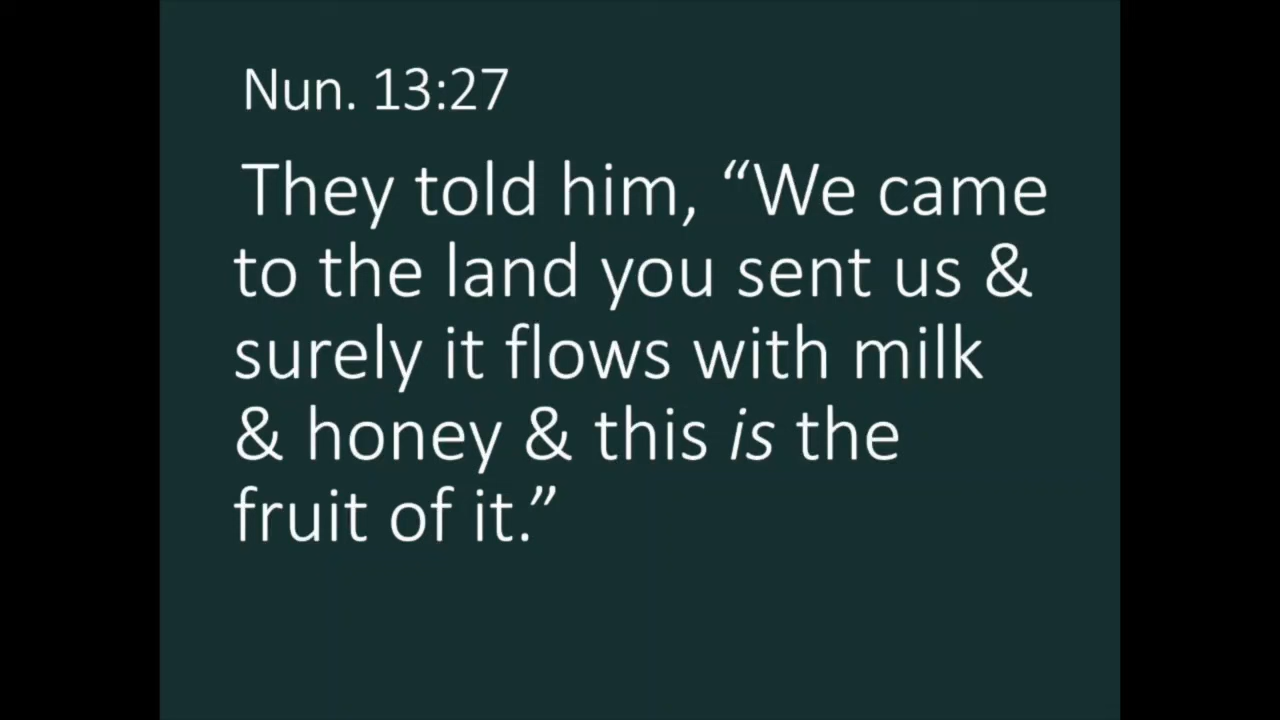 Nun. 13:27
They told him, “We came
to the land you sent us &
surely it flows with milk
& honey & this is the
fruit of it.”